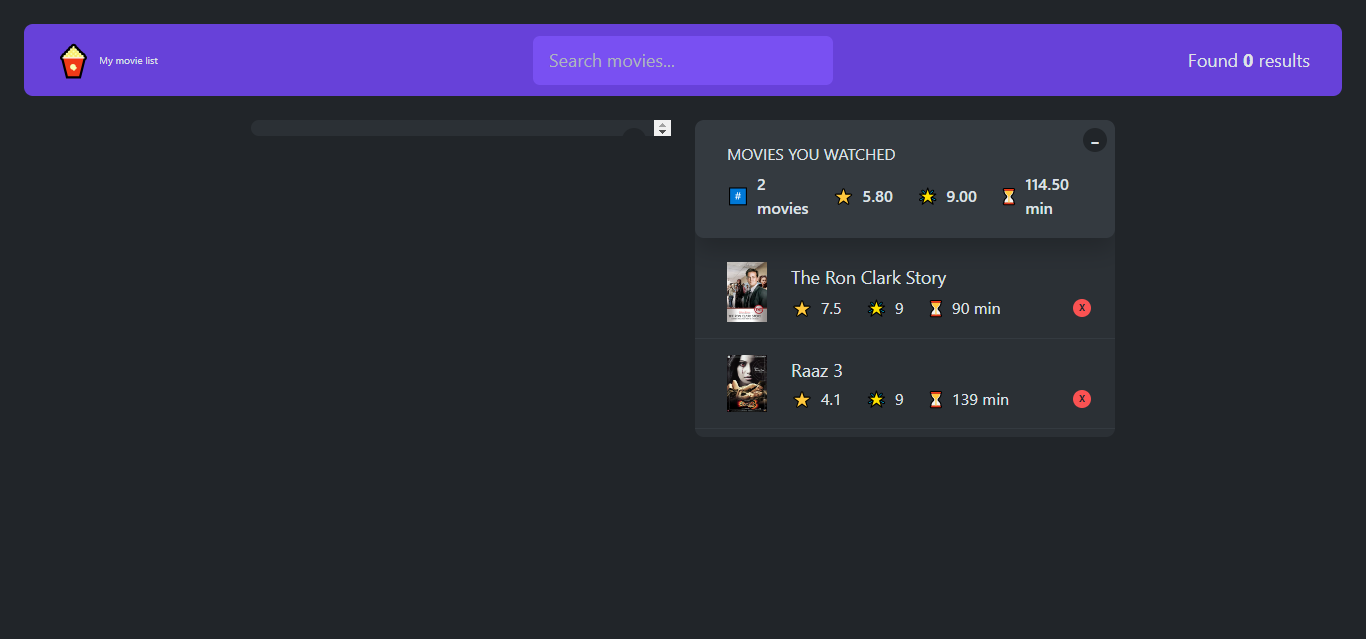 My movie list
Search movies...
Found 0 results
MOVIES YOU WATCHED
#
2
movies
5.80
9.00
114.50
min
The Ron Clark Story
7.5
9
90 min
X
Raaz 3
4.1
9
139 min
X